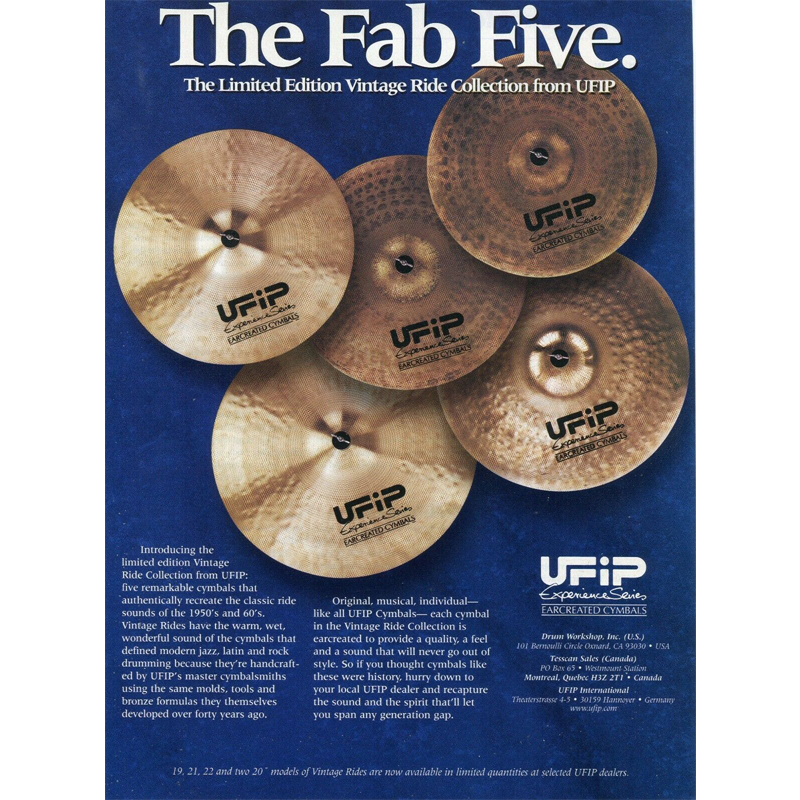 The Fab Five.
The Limited Edition Vintage Ride Collection from UFIP
UFiP
Experience Series
EARCREATED CYMBALS
UFiP
Experience Series
EARCREATED CYMBALS
UFiP
Experience Series
EARCREATED CYMBALS
UFiP
Experience Series
EARCREATED CYMBALS
UFiP
Experience Series
EARCREATED CYMBALS
Introducing the
limited edition Vintage
Ride Collection from UFIP:
five remarkable cymbals that
authentically recreate the classic ride
sounds of the 1950's and 60's.
Vintage Rides have the warm, wet,
wonderful sound of the cymbals that
defined modern jazz, latin and rock
drumming because they're handcraft-
ed by UFIP's master cymbalsmiths
using the same molds, tools and
bronze formulas they themselves
developed over forty years ago.
Original, musical, individual—
like all UFIP Cymbals— each cymbal
in the Vintage Ride Collection is
earcreated to provide a quality, a feel
and a sound that will never go out of
style. So if you thought cymbals like
these were history, hurry down to
your local UFIP dealer and recapture
the sound and the spirit that'll let
you span any generation gap.
UFiP
Experience Series
EARCREATED CYMBALS
Drum Workshop, Inc. (U.S.)
101 Bernoulli Circle Oxnard, CA 93030 • USA
Tesscan Sales (Canada)
PO Box 65 • Westmount Station
Montreal, Quebec H3Z 2T1 • Canada
UFIP International
Theaterstrasse 4-5 • 30159 Hannover • Germany
www.ufip.com
19, 21, 22 and two 20" models of Vintage Rides are now available in limited quantities at selected UFIP dealers.